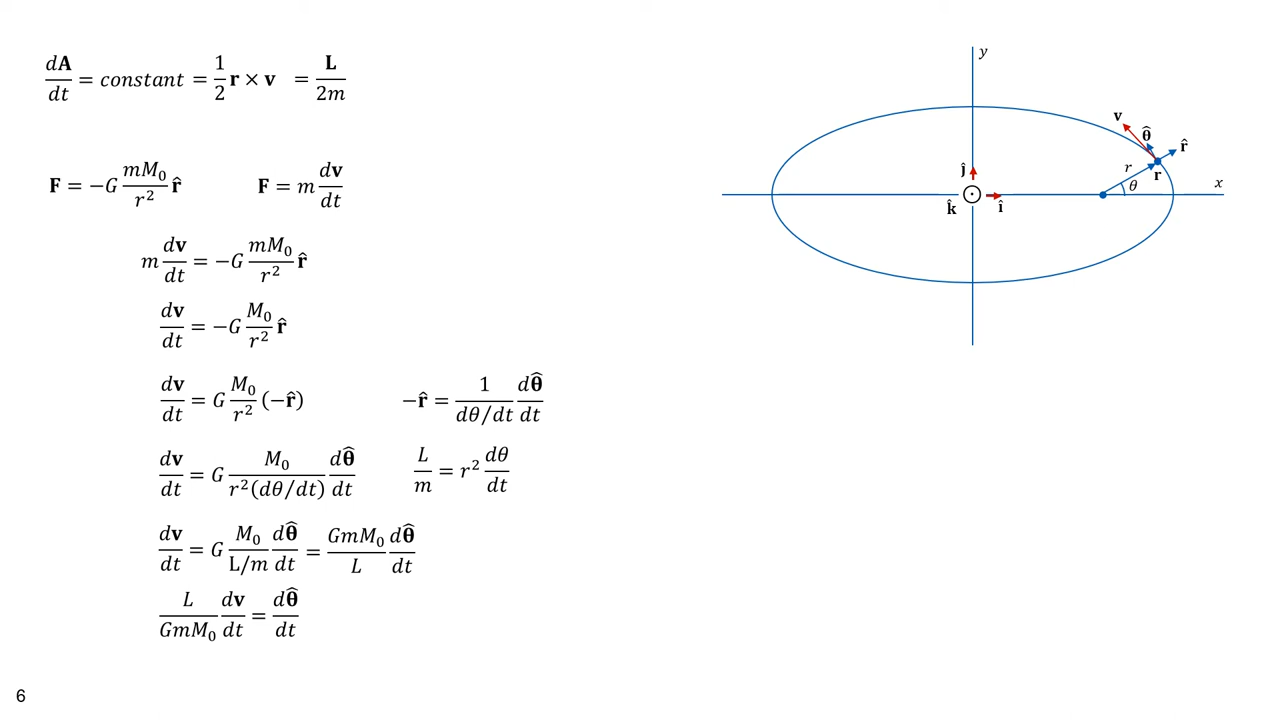 d𝐀/dt = constant = 1/2 𝐫 × 𝐯 = 𝐋/2m
𝐅 = −G mM₀/r² 𝐫̂    𝐅 = m d𝐯/dt
m d𝐯/dt = −G mM₀/r² 𝐫̂
d𝐯/dt = −G M₀/r² 𝐫̂
d𝐯/dt = G M₀/r² (−𝐫̂)    −𝐫̂ = 1/(dθ/dt) d𝛉̂/dt
d𝐯/dt = G M₀/(r²(dθ/dt)) d𝛉̂/dt    L/m = r² dθ/dt
d𝐯/dt = G M₀/(L/m) d𝛉̂/dt = GmM₀/L d𝛉̂/dt
L/GmM₀ d𝐯/dt = d𝛉̂/dt
y
𝐯
𝛉̂
𝐫̂
r
𝐫
θ
x
𝐣̂
𝐤̂
𝐢̂
6